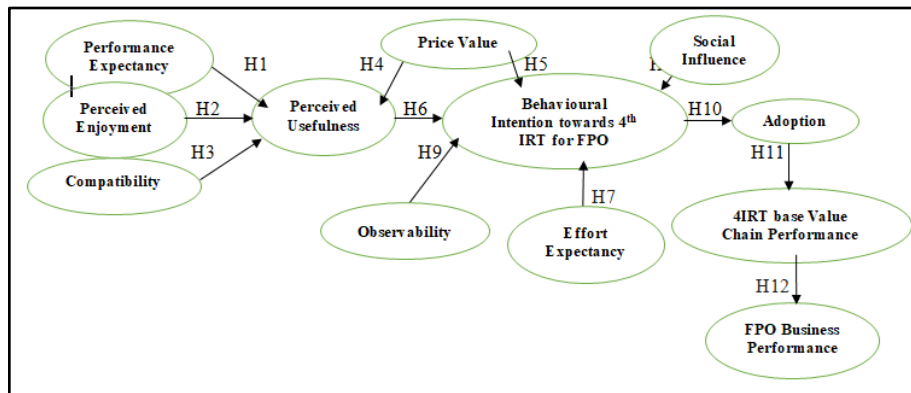 Performance
Expectancy
H1
Perceived
Enjoyment
H2
H3
Compatibility
Perceived
Usefulness
H4
Price Value
H5
H6
H9
Observability
Behavioural
Intention towards 4th
IRT for FPO
H
Social
Influence
H7
Effort
Expectancy
H10
Adoption
H11
4IRT base Value
Chain Performance
H12
FPO Business
Performance